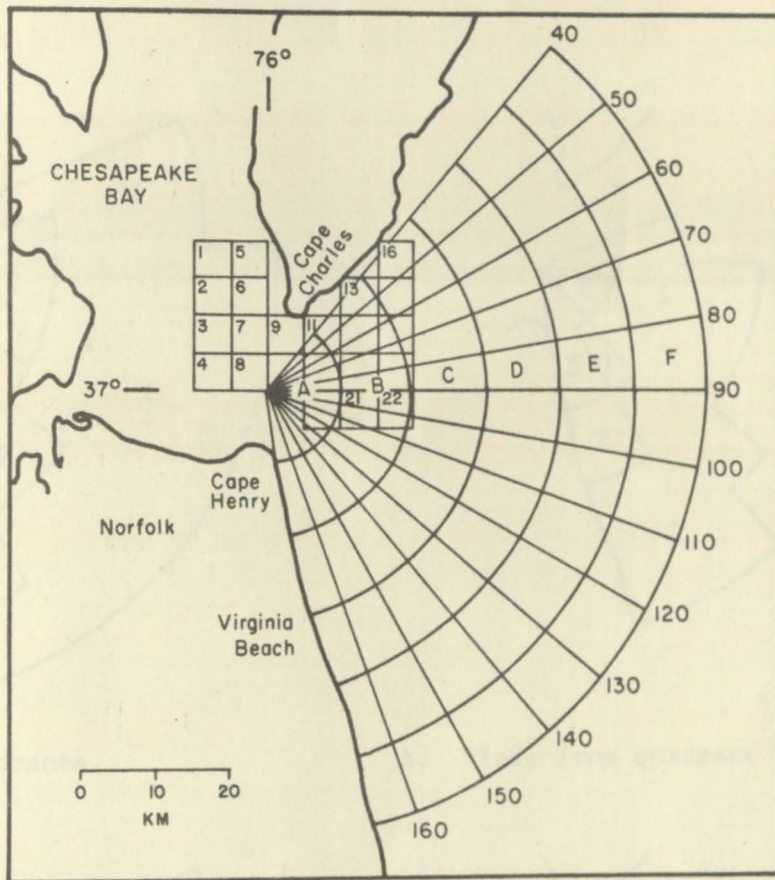 40
76°
50
60
CHESAPEAKE
BAY
70
Cape
Charles
1 5 16
2 6 13
3 7 9 11
80
4 8
A B C D E F
37°
90
21 22
100
Cape
Henry
110
Norfolk
120
Virginia
Beach
130
140
150
160
0 20
KM